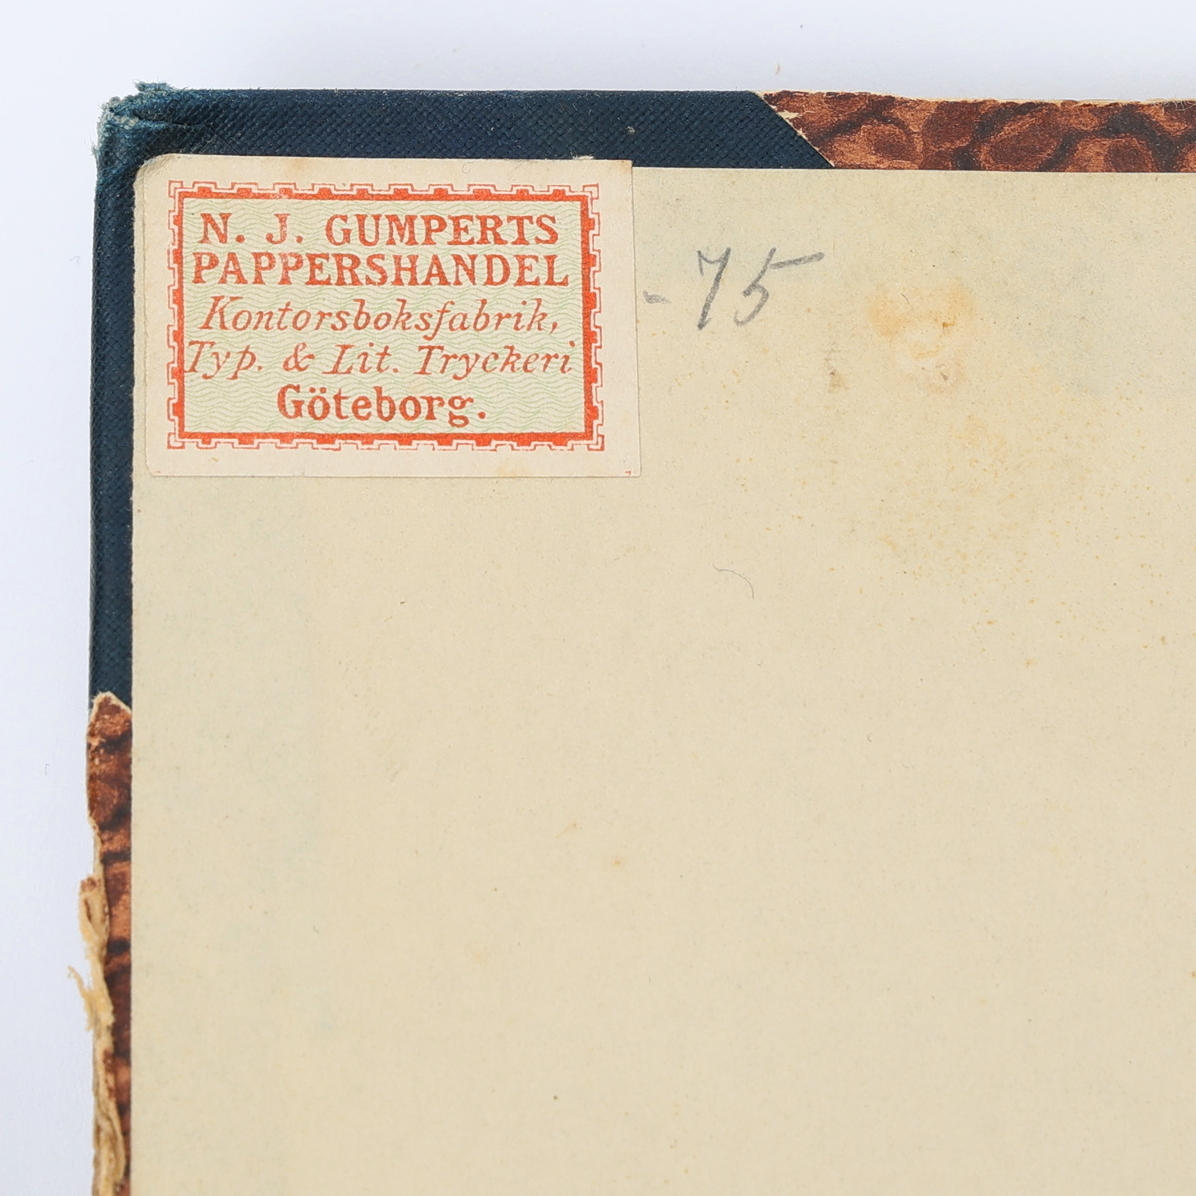 N. J. GUMPERTS
PAPPERSHANDEL
Kontorsboksfabrik,
Typ. & Lit. Tryckeri
Göteborg.
- 75